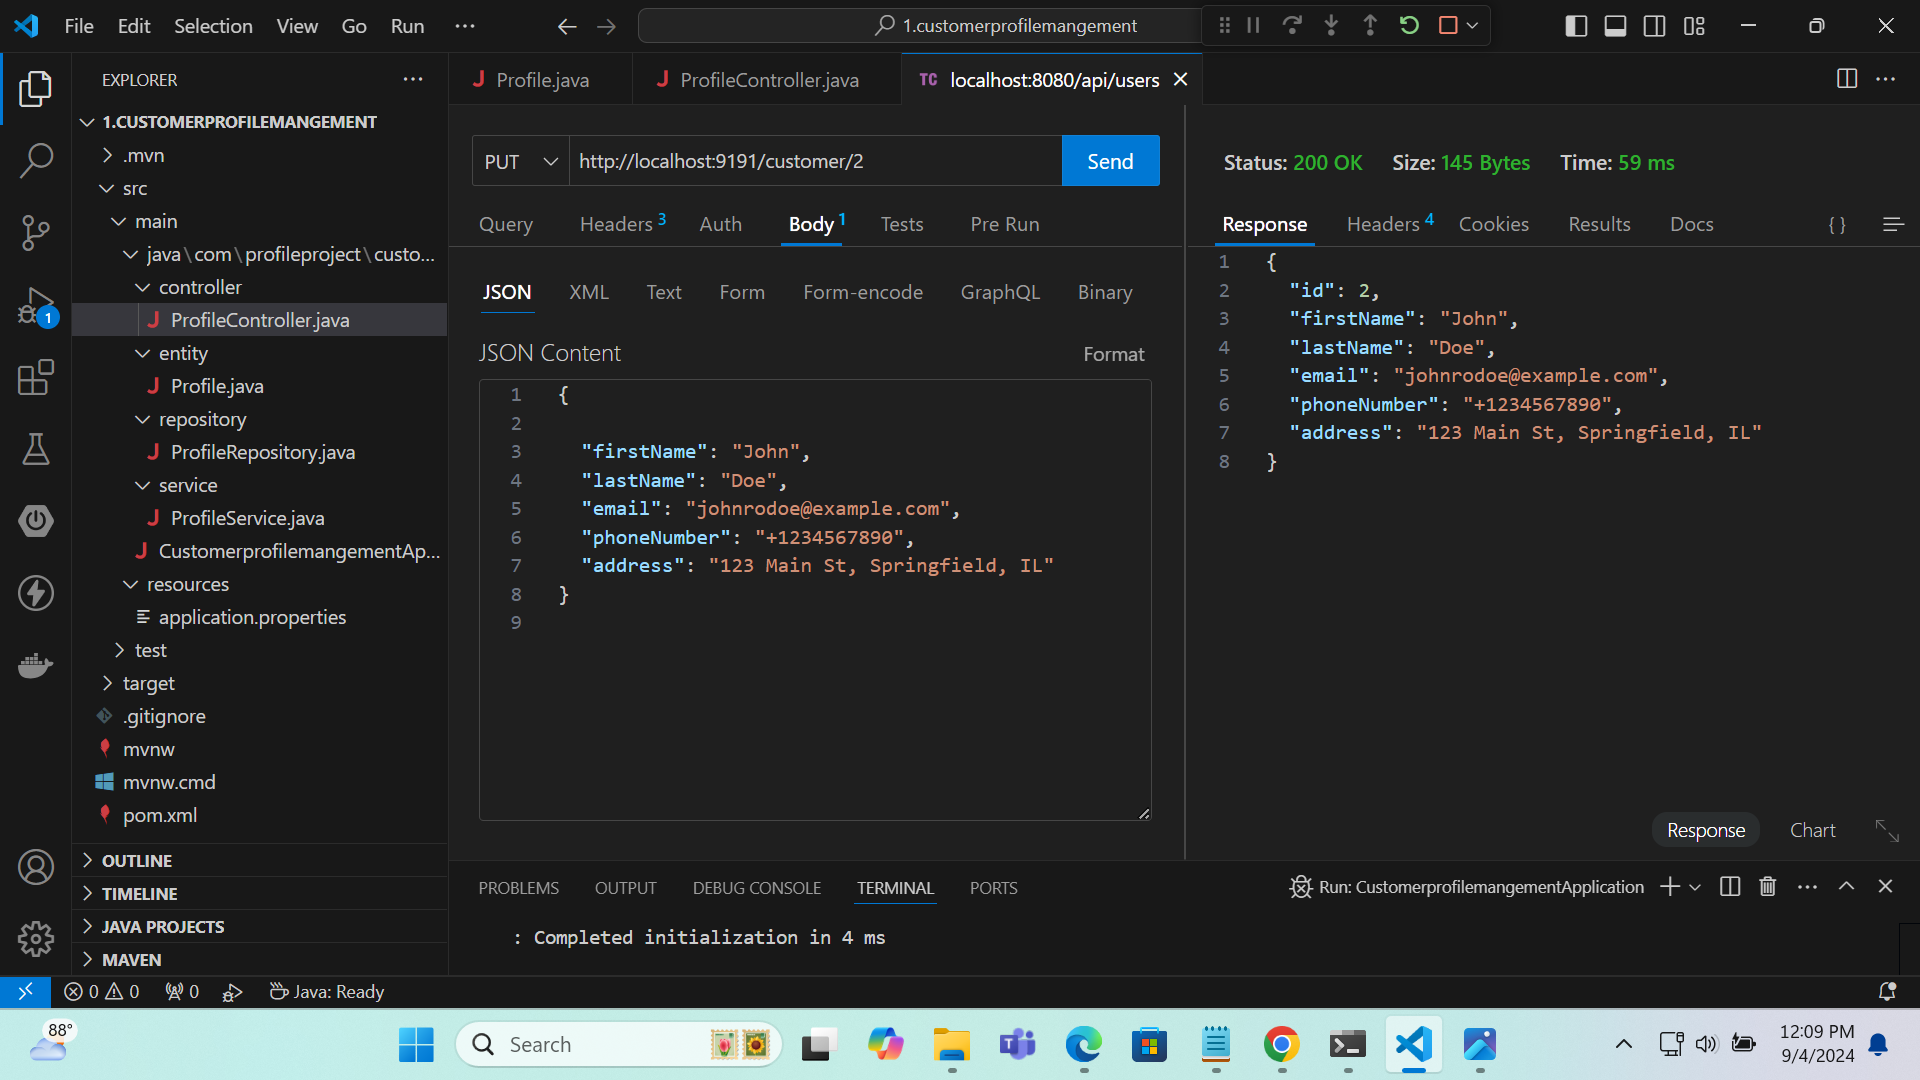 File Edit Selection View Go Run ···
1.customerprofilemangement
EXPLORER
1.CUSTOMERPROFILEMANGEMENT
.mvn
src
main
java\com\profileproject\custo...
controller
ProfileController.java
entity
Profile.java
repository
ProfileRepository.java
service
ProfileService.java
CustomerprofilemangementAp...
resources
application.properties
test
target
.gitignore
mvnw
mvnw.cmd
pom.xml
OUTLINE
TIMELINE
JAVA PROJECTS
MAVEN
1
J Profile.java
J ProfileController.java
TC localhost:8080/api/users
PUT http://localhost:9191/customer/2 Send
Query Headers 3 Auth Body 1 Tests Pre Run
JSON XML Text Form Form-encode GraphQL Binary
JSON Content Format
1 {
2
3 "firstName": "John",
4 "lastName": "Doe",
5 "email": "johnrodoe@example.com",
6 "phoneNumber": "+1234567890",
7 "address": "123 Main St, Springfield, IL"
8 }
9
Status: 200 OK Size: 145 Bytes Time: 59 ms
Response Headers 4 Cookies Results Docs { }
1 {
2 "id": 2,
3 "firstName": "John",
4 "lastName": "Doe",
5 "email": "johnrodoe@example.com",
6 "phoneNumber": "+1234567890",
7 "address": "123 Main St, Springfield, IL"
8 }
Response Chart
PROBLEMS OUTPUT DEBUG CONSOLE TERMINAL PORTS
Run: CustomerprofilemangementApplication
: Completed initialization in 4 ms
0 0 0 Java: Ready
88°
Search
12:09 PM
9/4/2024